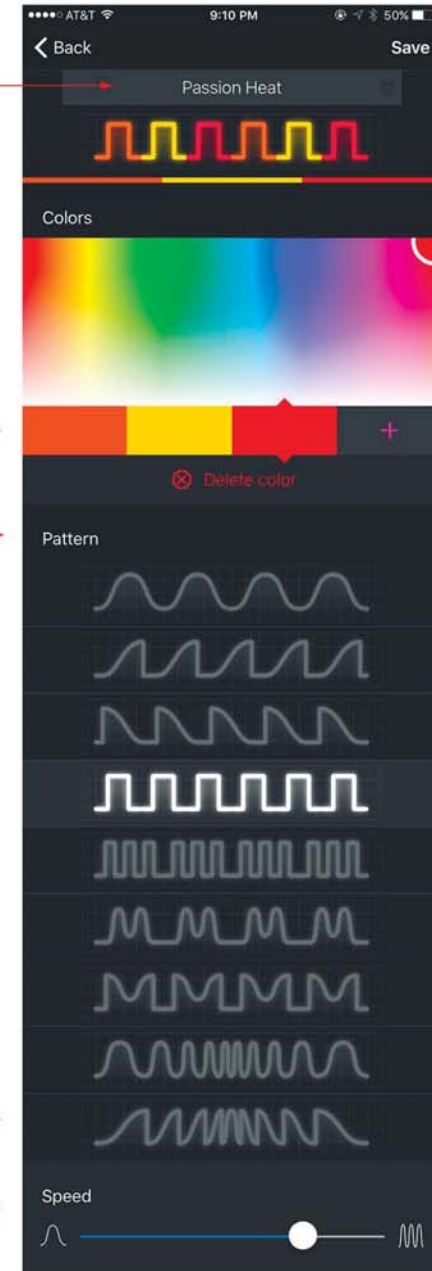 AT&T 9:10 PM 50%
Back Save
Passion Heat
Colors
+
Delete color
Pattern
Speed